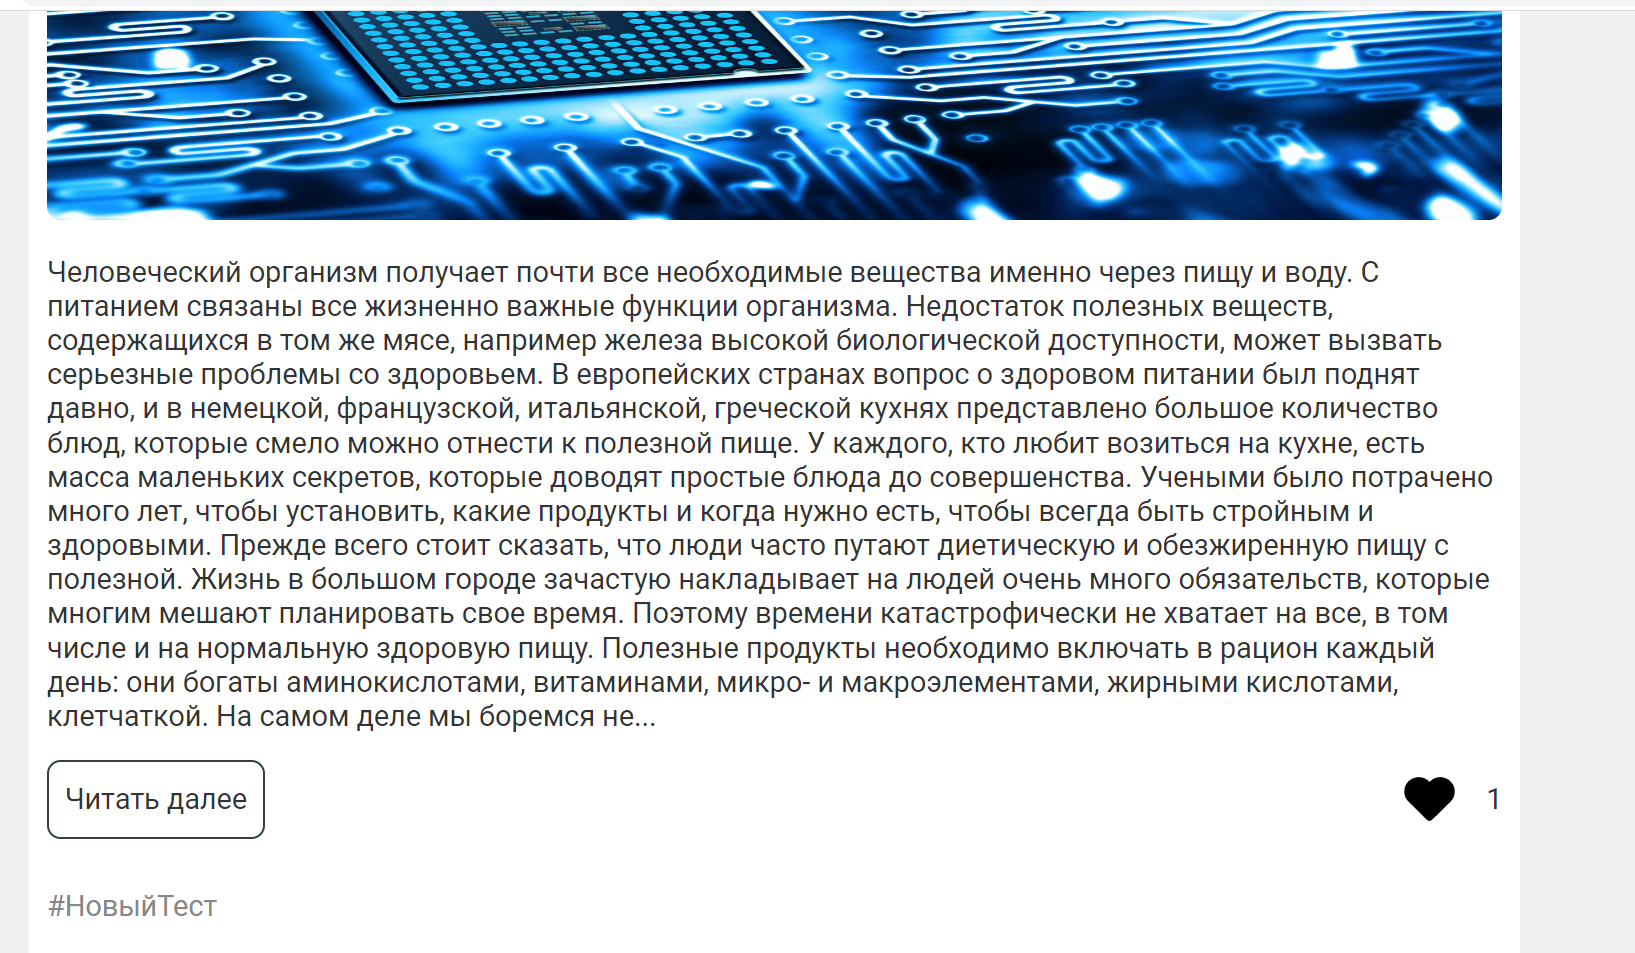 Человеческий организм получает почти все необходимые вещества именно через пищу и воду. С
питанием связаны все жизненно важные функции организма. Недостаток полезных веществ,
содержащихся в том же мясе, например железа высокой биологической доступности, может вызвать
серьезные проблемы со здоровьем. В европейских странах вопрос о здоровом питании был поднят
давно, и в немецкой, французской, итальянской, греческой кухнях представлено большое количество
блюд, которые смело можно отнести к полезной пище. У каждого, кто любит возиться на кухне, есть
масса маленьких секретов, которые доводят простые блюда до совершенства. Учеными было потрачено
много лет, чтобы установить, какие продукты и когда нужно есть, чтобы всегда быть стройным и
здоровыми. Прежде всего стоит сказать, что люди часто путают диетическую и обезжиренную пищу с
полезной. Жизнь в большом городе зачастую накладывает на людей очень много обязательств, которые
многим мешают планировать свое время. Поэтому времени катастрофически не хватает на все, в том
числе и на нормальную здоровую пищу. Полезные продукты необходимо включать в рацион каждый
день: они богаты аминокислотами, витаминами, микро- и макроэлементами, жирными кислотами,
клетчаткой. На самом деле мы боремся не...
Читать далее
1
#НовыйТест